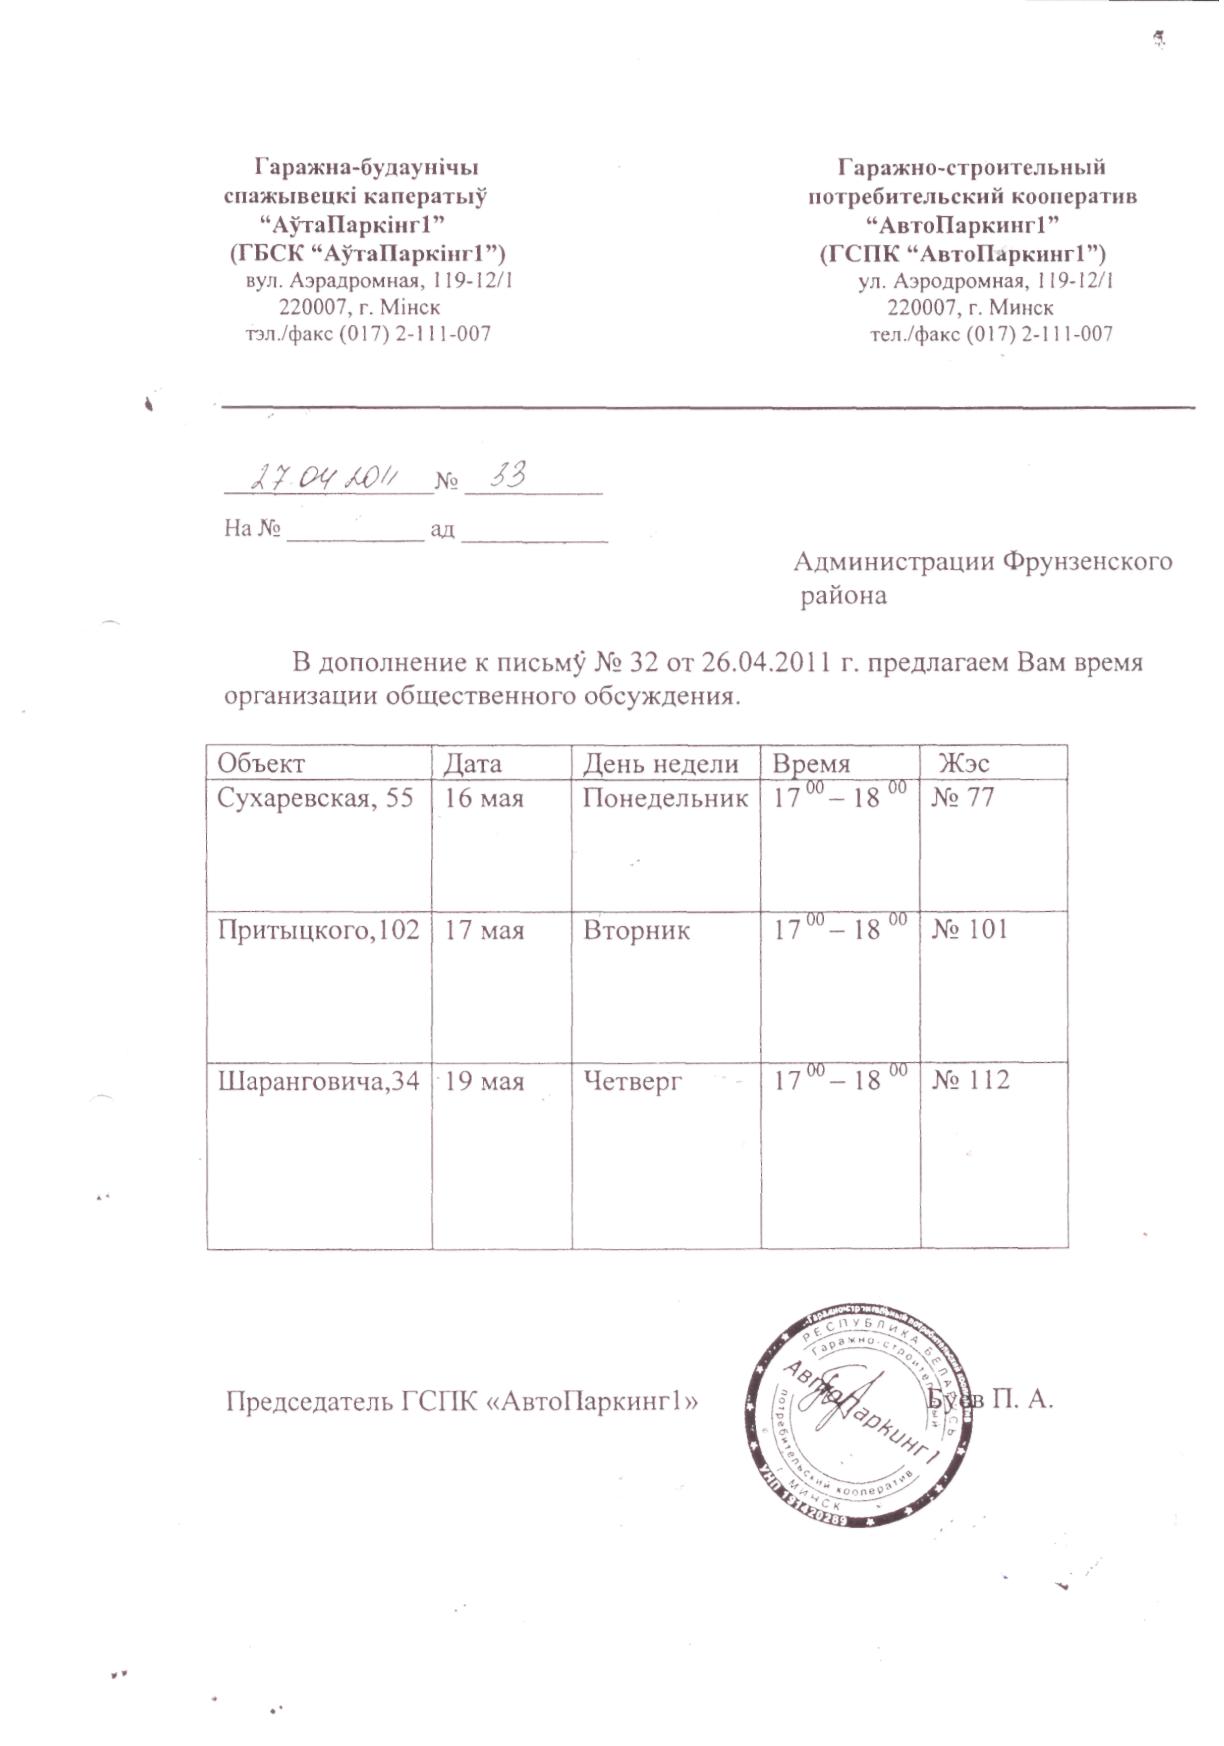 Гаражна-будаунічы
спажывецкі каператыў
“АўтаПаркінг1”
(ГБСК “АўтаПаркінг1”)
вул. Аэрадромная, 119-12/1
220007, г. Мінск
тэл./факс (017) 2-111-007
Гаражно-строительный
потребительский кооператив
“АвтоПаркинг1”
(ГСПК “АвтоПаркинг1”)
ул. Аэродромная, 119-12/1
220007, г. Минск
тел./факс (017) 2-111-007
27.04 2011 № 33
На № ____________ ад ____________
Администрации Фрунзенского
района
В дополнение к письмў № 32 от 26.04.2011 г. предлагаем Вам время
организации общественного обсуждения.
Объект Дата День недели Время Жэс
Сухаревская, 55 16 мая Понедельник 17 00 – 18 00 № 77
Притыцкого,102 17 мая Вторник 17 00 – 18 00 № 101
Шаранговича,34 19 мая Четверг 17 00 – 18 00 № 112
Председатель ГСПК «АвтоПаркинг1» Буев П. А.
Гаражно-строительный потребительский
РЕСПУБЛИКА БЕЛАРУСЬ
Гаражно-строительный
АвтоПаркинг 1
потребительский кооператив
г. МИНСК
УНП 191420289